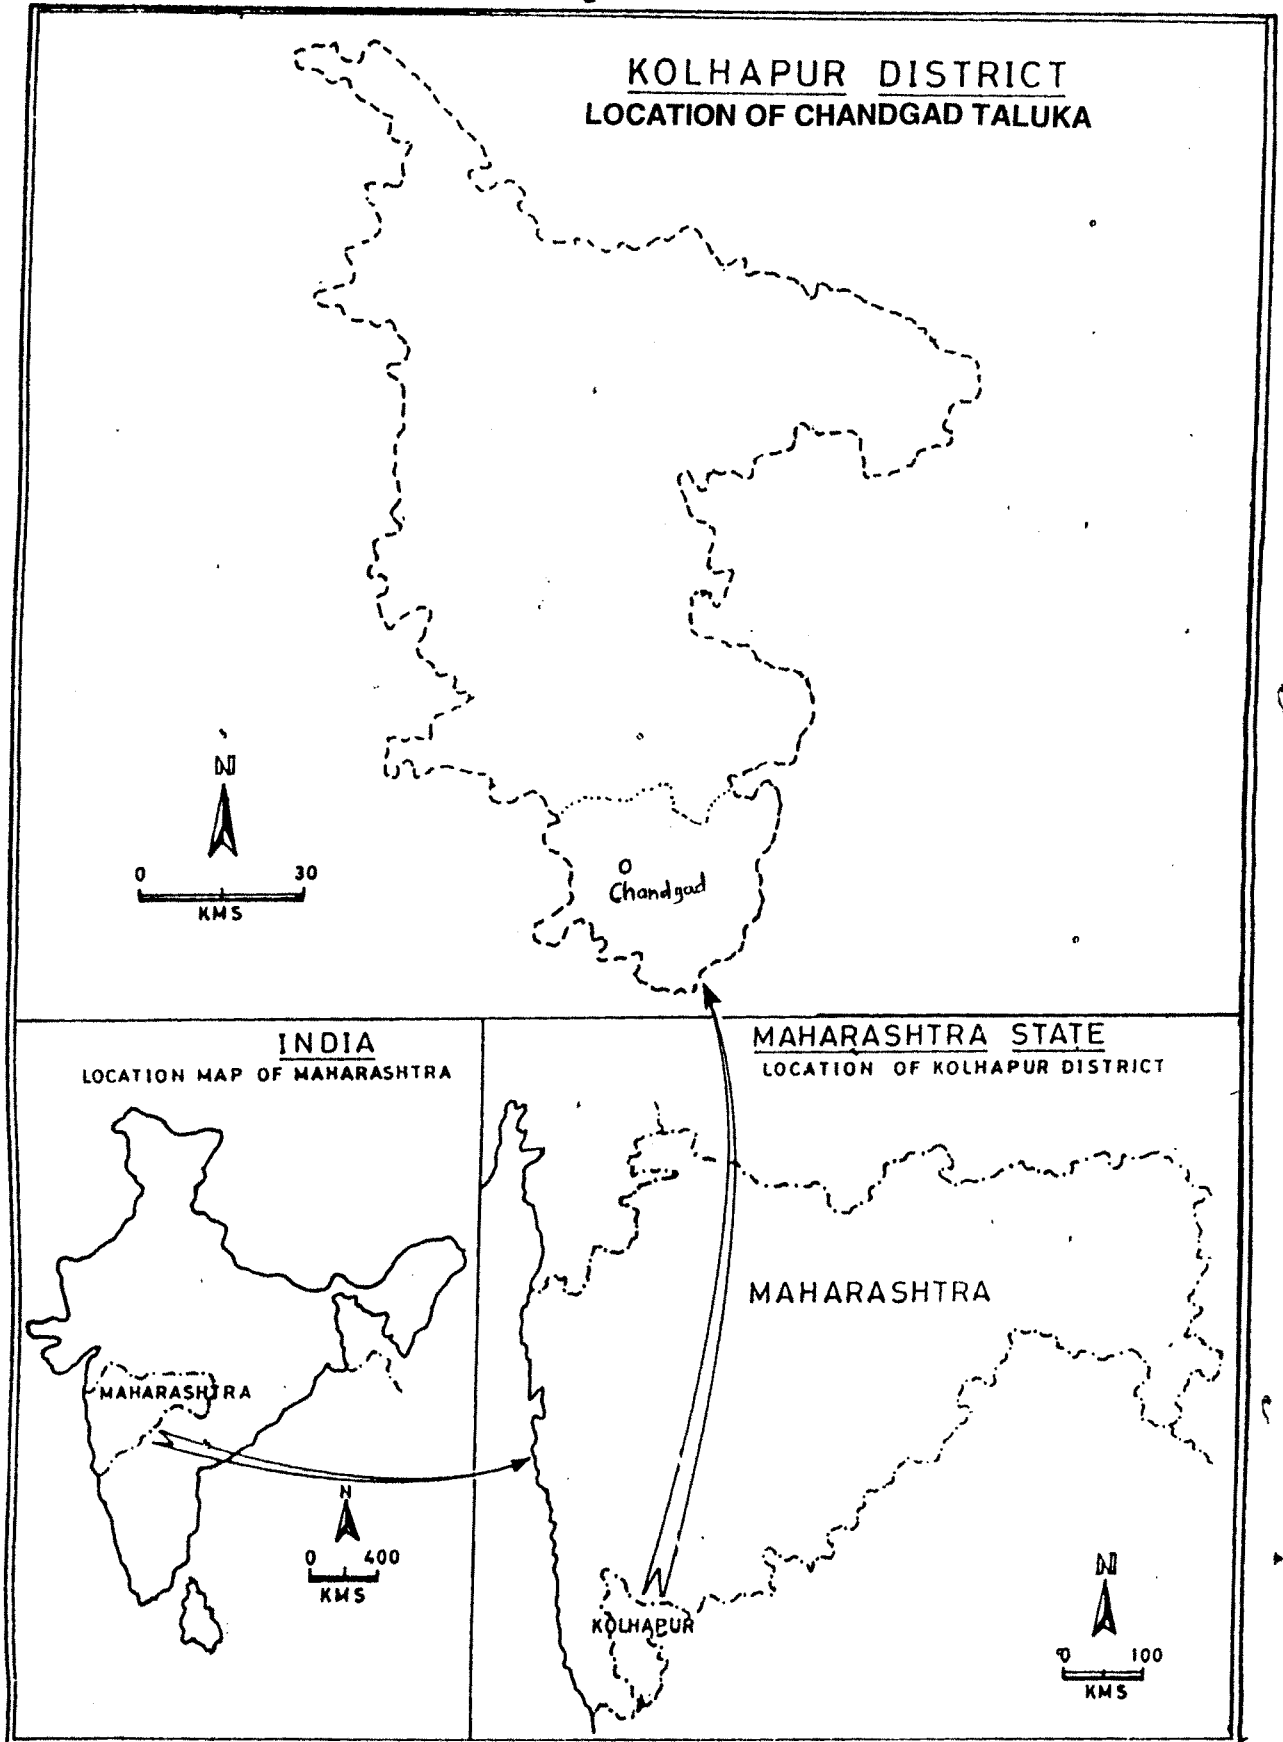 KOLHAPUR DISTRICT
LOCATION OF CHANDGAD TALUKA
N
0 30
KMS
Chandgad
INDIA
LOCATION MAP OF MAHARASHTRA
MAHARASHTRA
N
0 400
KMS
MAHARASHTRA STATE
LOCATION OF KOLHAPUR DISTRICT
MAHARASHTRA
KOLHAPUR
N
0 100
KMS